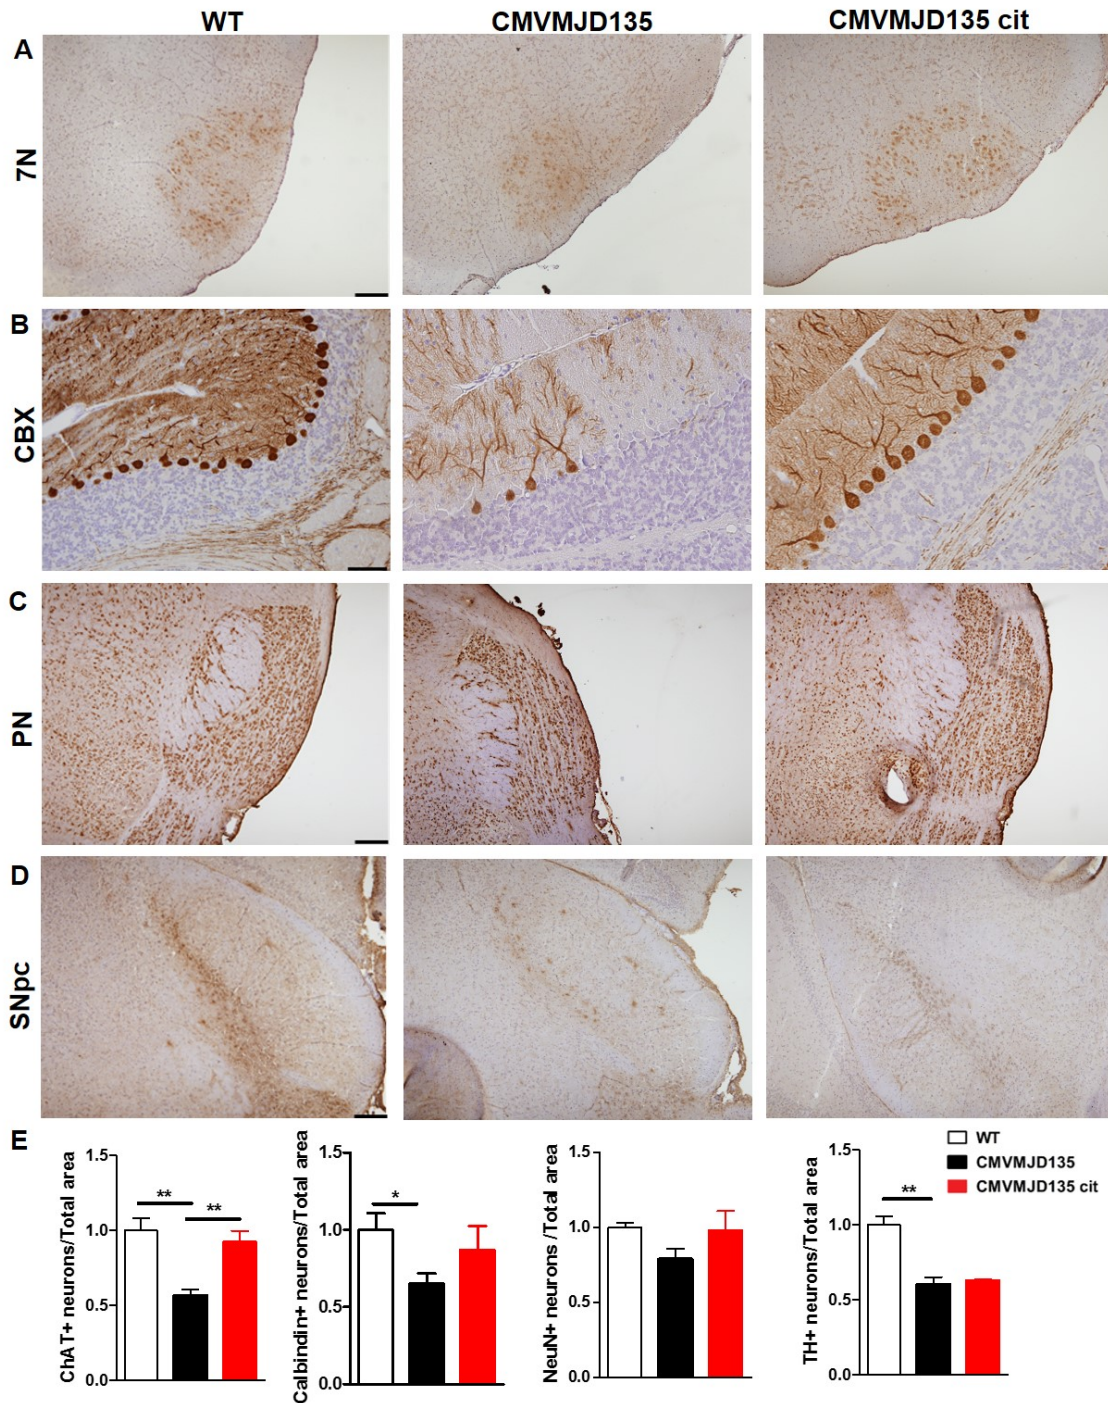 WT CMVMJD135 CMVMJD135 cit
A
7N
B
CBX
C
PN
D
SNpc
E
ChAT+ neurons/Total area
1.5
1.0
0.5
0.0
**
**
Calbindin+ neurons/Total area
1.5
1.0
0.5
0.0
*
NeuN+ neurons /Total area
1.5
1.0
0.5
0.0
TH+ neurons/Total area
1.5
1.0
0.5
0.0
**
WT
CMVMJD135
CMVMJD135 cit